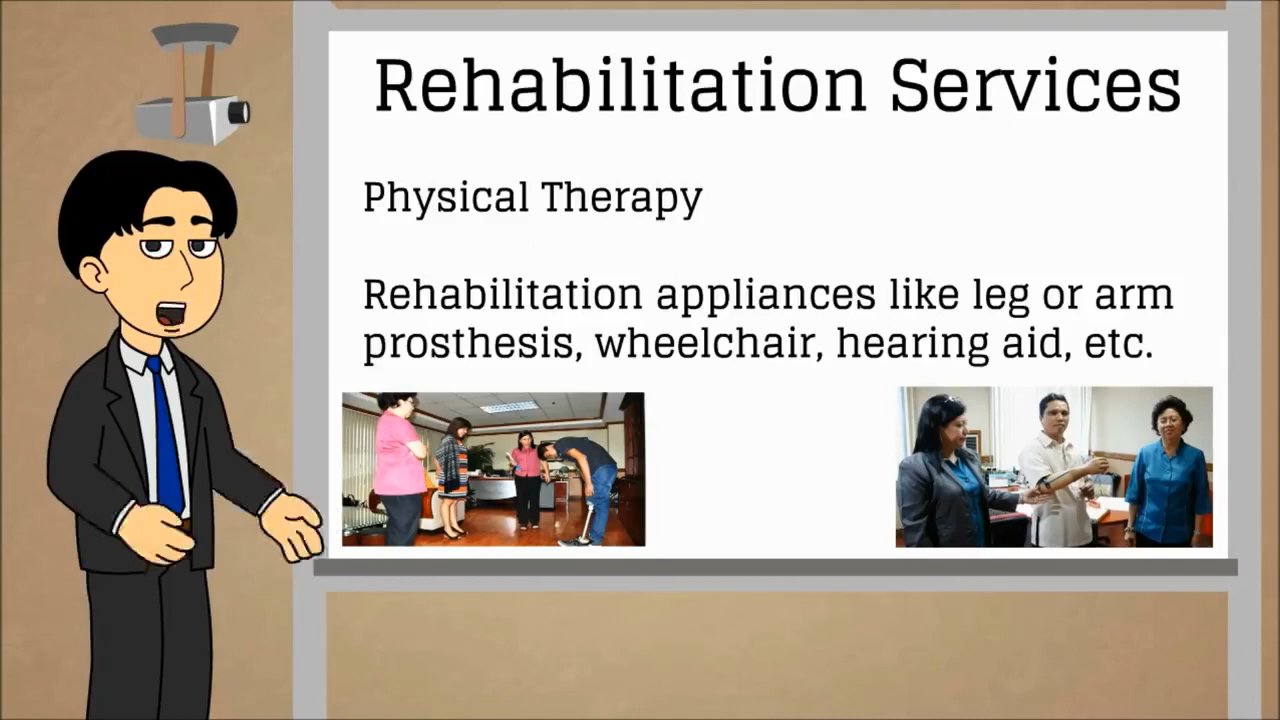 Rehabilitation Services
Physical Therapy
Rehabilitation appliances like leg or arm
prosthesis, wheelchair, hearing aid, etc.